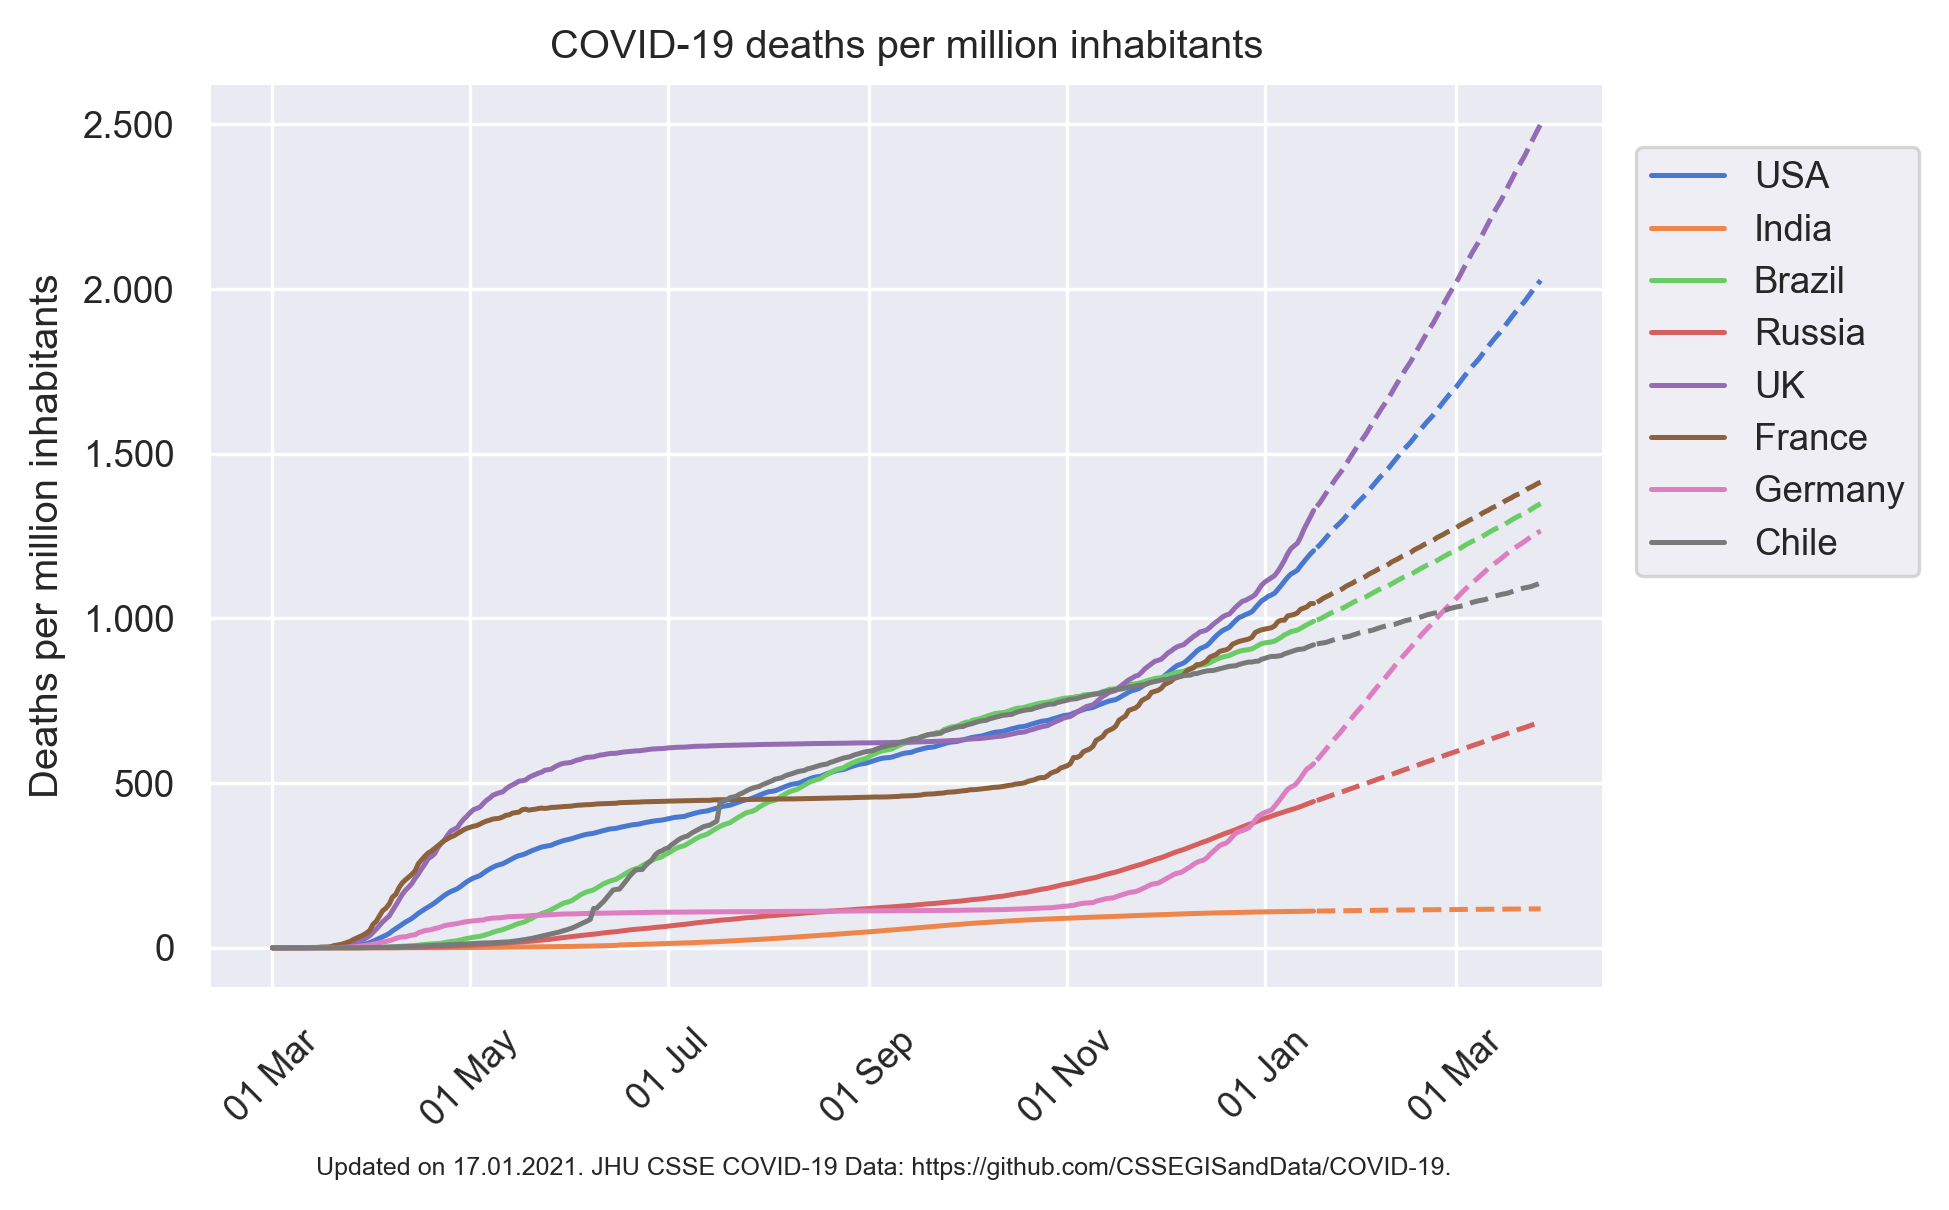 COVID-19 deaths per million inhabitants
Deaths per million inhabitants
2.500
2.000
1.500
1.000
500
0
01 Mar
01 May
01 Jul
01 Sep
01 Nov
01 Jan
01 Mar
USA
India
Brazil
Russia
UK
France
Germany
Chile
Updated on 17.01.2021. JHU CSSE COVID-19 Data: https://github.com/CSSEGISandData/COVID-19.